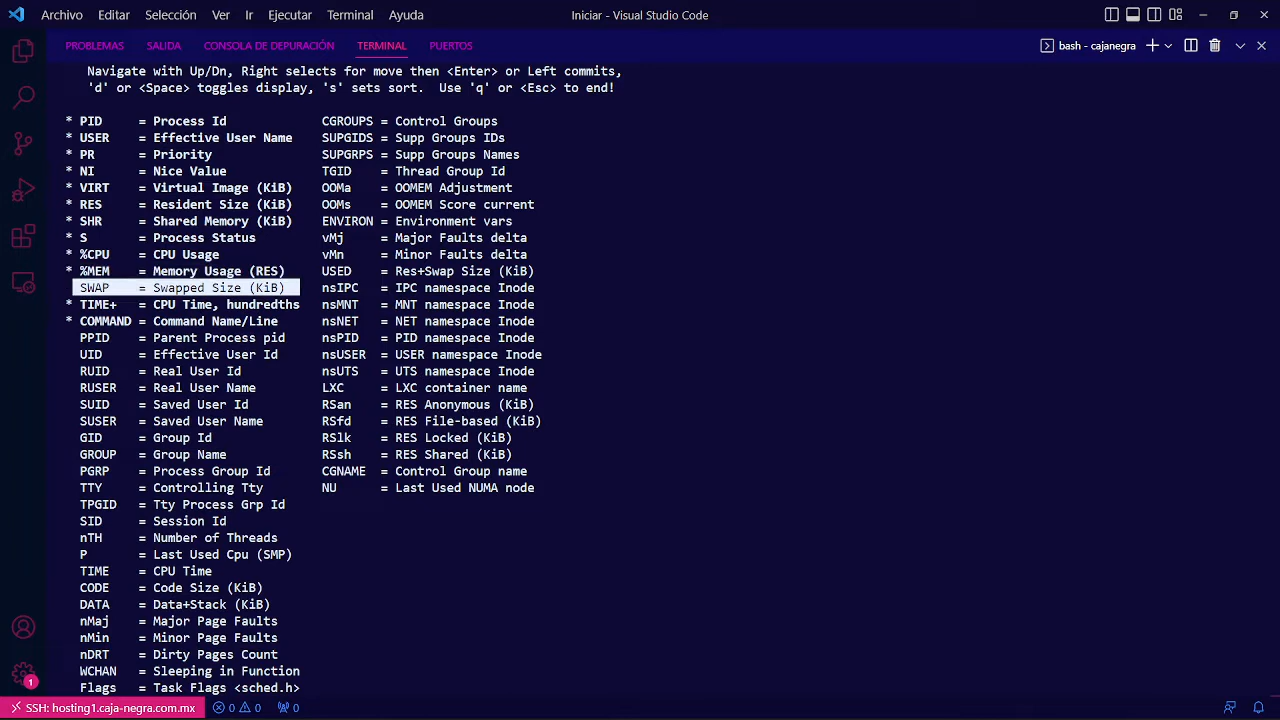 Archivo Editar Selección Ver Ir Ejecutar Terminal Ayuda Iniciar - Visual Studio Code
PROBLEMAS SALIDA CONSOLA DE DEPURACIÓN TERMINAL PUERTOS bash - cajanegra
Navigate with Up/Dn, Right selects for move then <Enter> or Left commits,
'd' or <Space> toggles display, 's' sets sort.  Use 'q' or <Esc> to end!
* PID = Process Id CGROUPS = Control Groups
* USER = Effective User Name SUPGIDS = Supp Groups IDs
* PR = Priority SUPGRPS = Supp Groups Names
* NI = Nice Value TGID = Thread Group Id
* VIRT = Virtual Image (KiB) OOMa = OOMEM Adjustment
* RES = Resident Size (KiB) OOMs = OOMEM Score current
* SHR = Shared Memory (KiB) ENVIRON = Environment vars
* S = Process Status vMj = Major Faults delta
* %CPU = CPU Usage vMn = Minor Faults delta
* %MEM = Memory Usage (RES) USED = Res+Swap Size (KiB)
SWAP = Swapped Size (KiB) nsIPC = IPC namespace Inode
* TIME+ = CPU Time, hundredths nsMNT = MNT namespace Inode
* COMMAND = Command Name/Line nsNET = NET namespace Inode
PPID = Parent Process pid nsPID = PID namespace Inode
UID = Effective User Id nsUSER = USER namespace Inode
RUID = Real User Id nsUTS = UTS namespace Inode
RUSER = Real User Name LXC = LXC container name
SUID = Saved User Id RSan = RES Anonymous (KiB)
SUSER = Saved User Name RSfd = RES File-based (KiB)
GID = Group Id RSlk = RES Locked (KiB)
GROUP = Group Name RSsh = RES Shared (KiB)
PGRP = Process Group Id CGNAME = Control Group name
TTY = Controlling Tty NU = Last Used NUMA node
TPGID = Tty Process Grp Id
SID = Session Id
nTH = Number of Threads
P = Last Used Cpu (SMP)
TIME = CPU Time
CODE = Code Size (KiB)
DATA = Data+Stack (KiB)
nMaj = Major Page Faults
nMin = Minor Page Faults
nDRT = Dirty Pages Count
WCHAN = Sleeping in Function
Flags = Task Flags <sched.h>
1
SSH: hosting1.caja-negra.com.mx 0 0 0